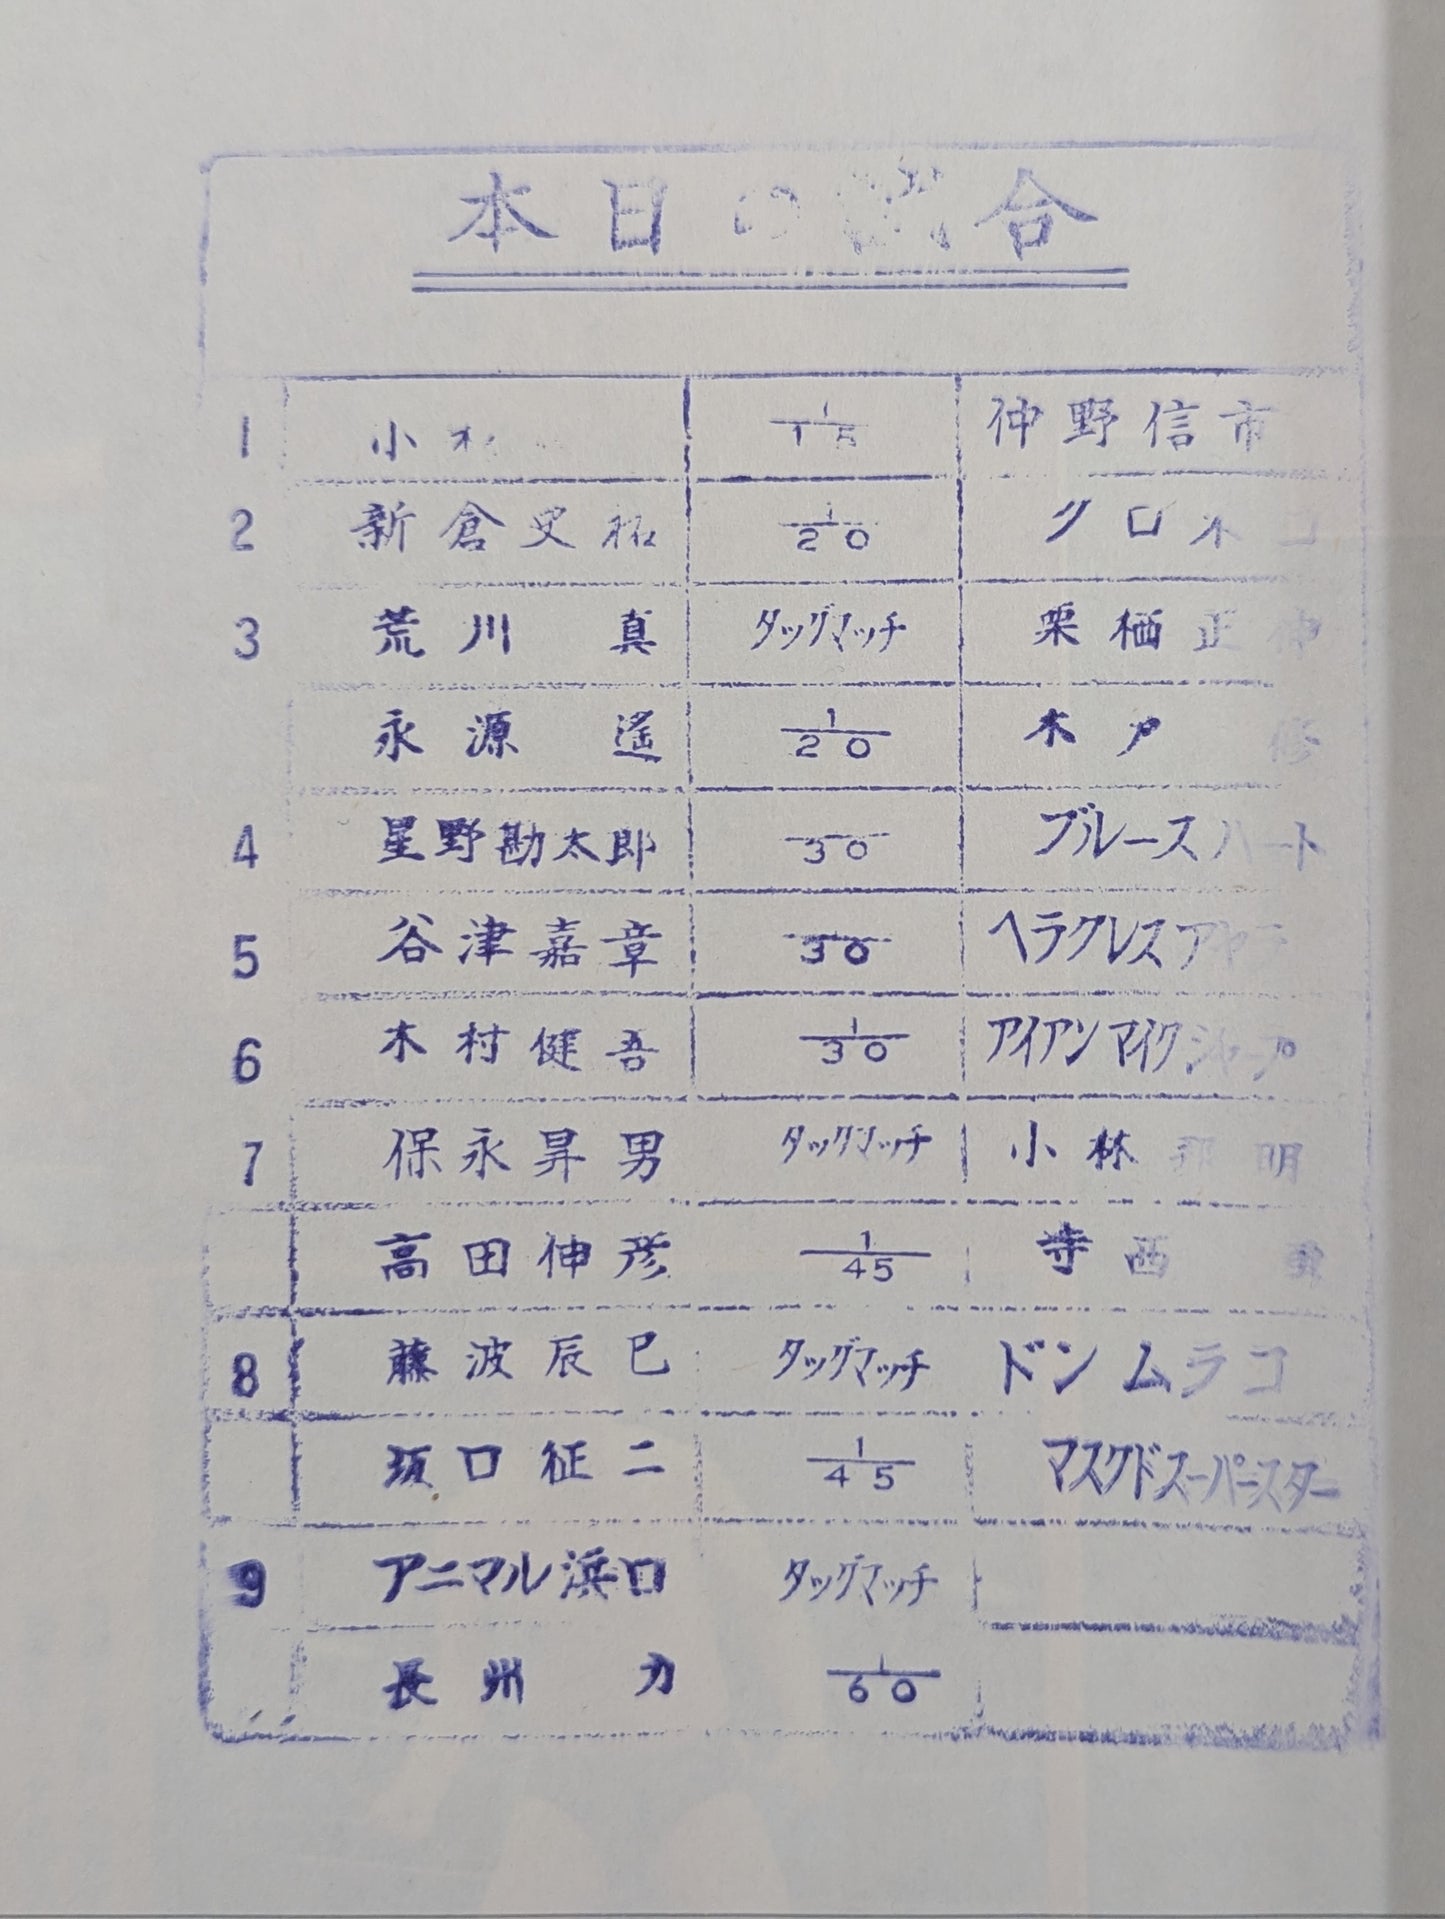 本日の試合
1 小 1/15 仲野信市
2 新倉史祐 1/20 クロネコ
3 荒川 真 タッグマッチ 栗栖正伸
永源 遙 1/20 木戸 修
4 星野勘太郎 30 ブルースハート
5 谷津嘉章 30 ヘラクレスアヤラ
6 木村健吾 1/30 アイアンマイクシャープ
7 保永昇男 タッグマッチ 小林邦明
高田伸彦 1/45 寺西 勇
8 藤波辰巳 タッグマッチ ドンムラコ
坂口征二 1/45 マスクドスーパースター
9 アニマル浜口 タッグマッチ
長州 力 1/60